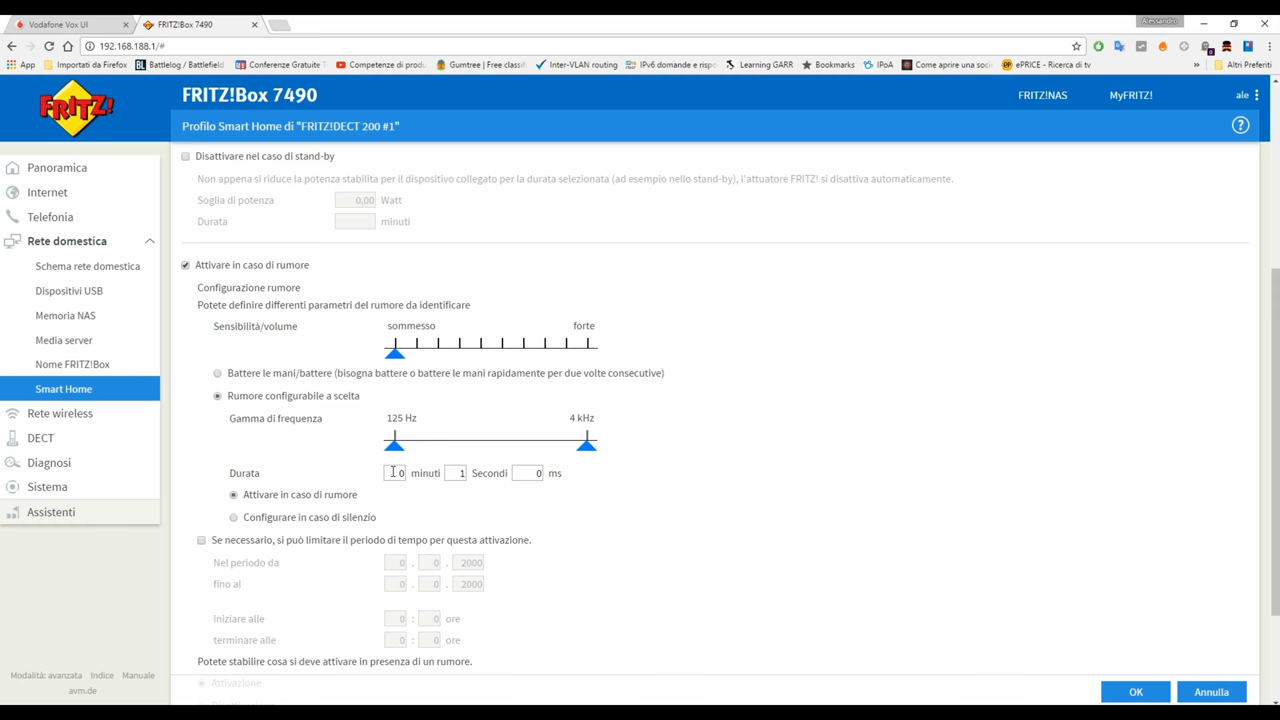 Vodafone Vox UI
FRITZ!Box 7490
Alessandro
192.168.188.1/#
App
Importati da Firefox
Battlelog / Battlefield
Conferenze Gratuite
Competenze di produ
Gumtree | Free classif
Inter-VLAN routing
IPv6 domande e rispo
Learning GARR
Bookmarks
IPoA
Come aprire una soci
ePRICE - Ricerca di tv
»
Altri Preferiti
FRITZ!
FRITZ!Box 7490
FRITZ!NAS
MyFRITZ!
ale
Profilo Smart Home di "FRITZ!DECT 200 #1"
?
Panoramica
Internet
Telefonia
Rete domestica
Schema rete domestica
Dispositivi USB
Memoria NAS
Media server
Nome FRITZ!Box
Smart Home
Rete wireless
DECT
Diagnosi
Sistema
Assistenti
Modalità: avanzata Indice Manuale
avm.de
Disattivare nel caso di stand-by
Non appena si riduce la potenza stabilita per il dispositivo collegato per la durata selezionata (ad esempio nello stand-by), l'attuatore FRITZ! si disattiva automaticamente.
Soglia di potenza 0,00 Watt
Durata minuti
Attivare in caso di rumore
Configurazione rumore
Potete definire differenti parametri del rumore da identificare
Sensibilità/volume sommesso forte
Battere le mani/battere (bisogna battere o battere le mani rapidamente per due volte consecutive)
Rumore configurabile a scelta
Gamma di frequenza 125 Hz 4 kHz
Durata 0 minuti 1 Secondi 0 ms
Attivare in caso di rumore
Configurare in caso di silenzio
Se necessario, si può limitare il periodo di tempo per questa attivazione.
Nel periodo da 0 . 0 . 2000
fino al 0 . 0 . 2000
iniziare alle 0 : 0 ore
terminare alle 0 : 0 ore
Potete stabilire cosa si deve attivare in presenza di un rumore.
Attivazione
OK
Annulla